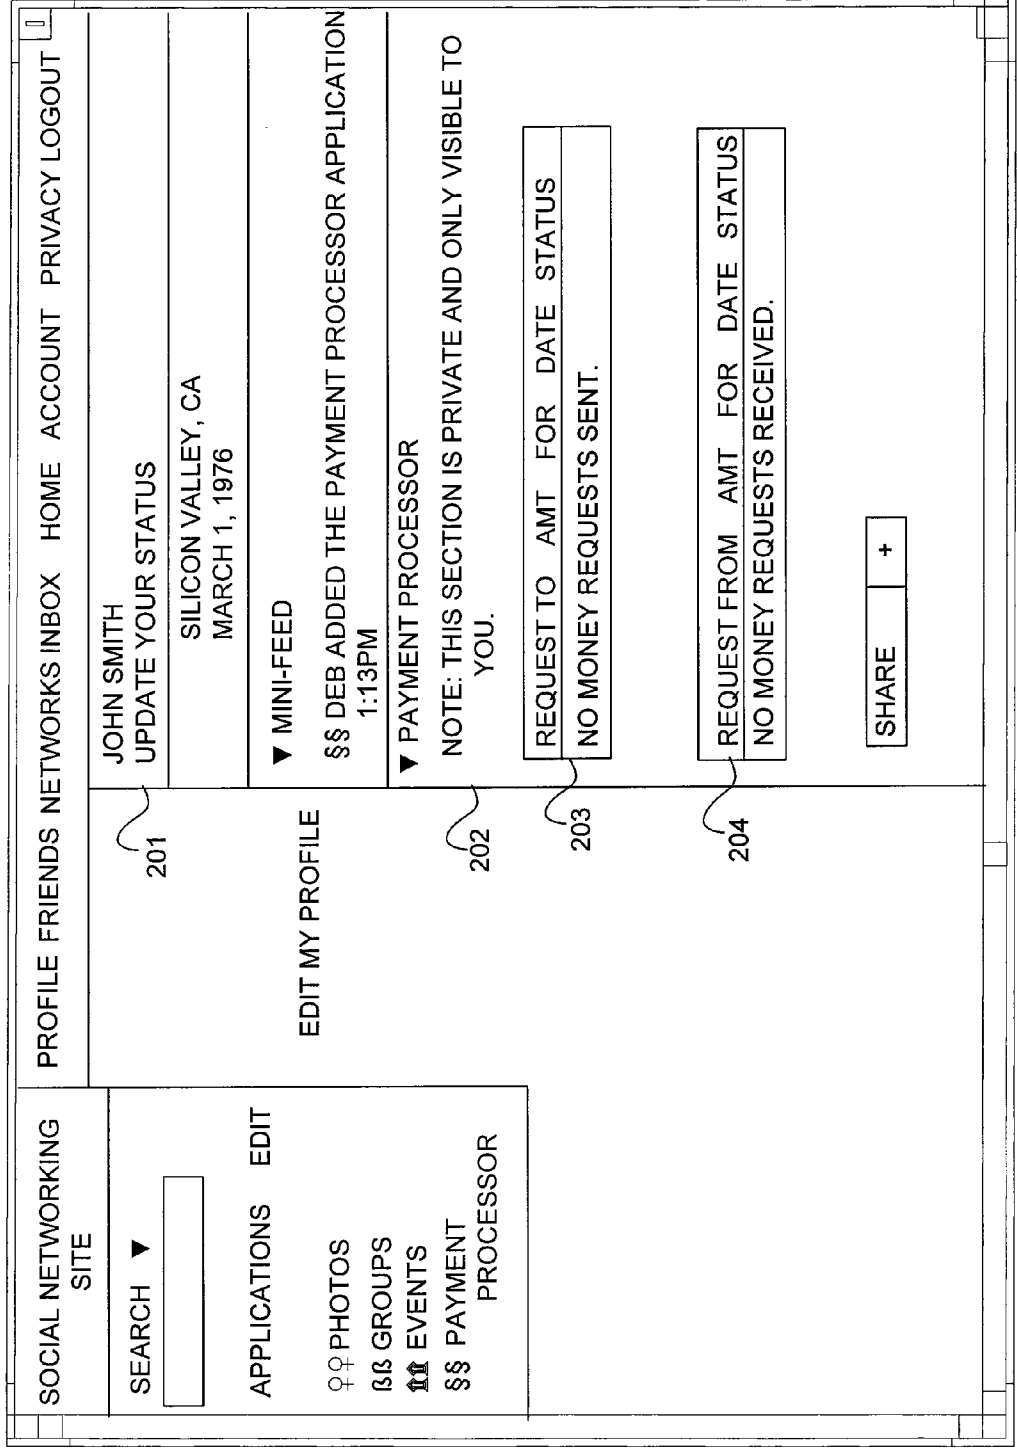 SOCIAL NETWORKING
SITE
PROFILE FRIENDS NETWORKS INBOX HOME ACCOUNT PRIVACY LOGOUT
SEARCH ▼
APPLICATIONS EDIT
♀♀ PHOTOS
ßß GROUPS
⇑⇑ EVENTS
§§ PAYMENT
PROCESSOR
EDIT MY PROFILE
201
JOHN SMITH
UPDATE YOUR STATUS
SILICON VALLEY, CA
MARCH 1, 1976
▼ MINI-FEED
§§ DEB ADDED THE PAYMENT PROCESSOR APPLICATION
1:13PM
202
▼ PAYMENT PROCESSOR
NOTE: THIS SECTION IS PRIVATE AND ONLY VISIBLE TO
YOU.
203
REQUEST TO AMT FOR DATE STATUS
NO MONEY REQUESTS SENT.
204
REQUEST FROM AMT FOR DATE STATUS
NO MONEY REQUESTS RECEIVED.
SHARE +